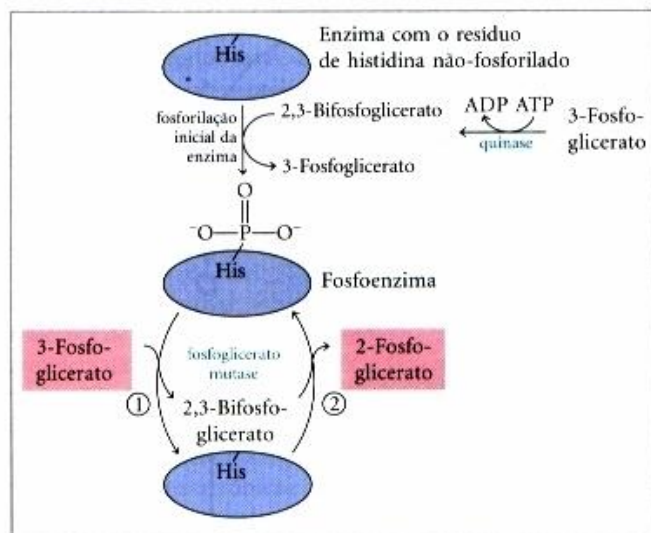 His
Enzima com o resíduo
de histidina não-fosforilado
fosforilação
inicial da
enzima
2,3-Bifosfoglicerato
3-Fosfoglicerato
ADP ATP
quinase
3-Fosfo-
glicerato
O
⁻O—P—O⁻
His
Fosfoenzima
3-Fosfo-
glicerato
fosfoglicerato
mutase
2-Fosfo-
glicerato
①
2,3-Bifosfo-
glicerato
②
His